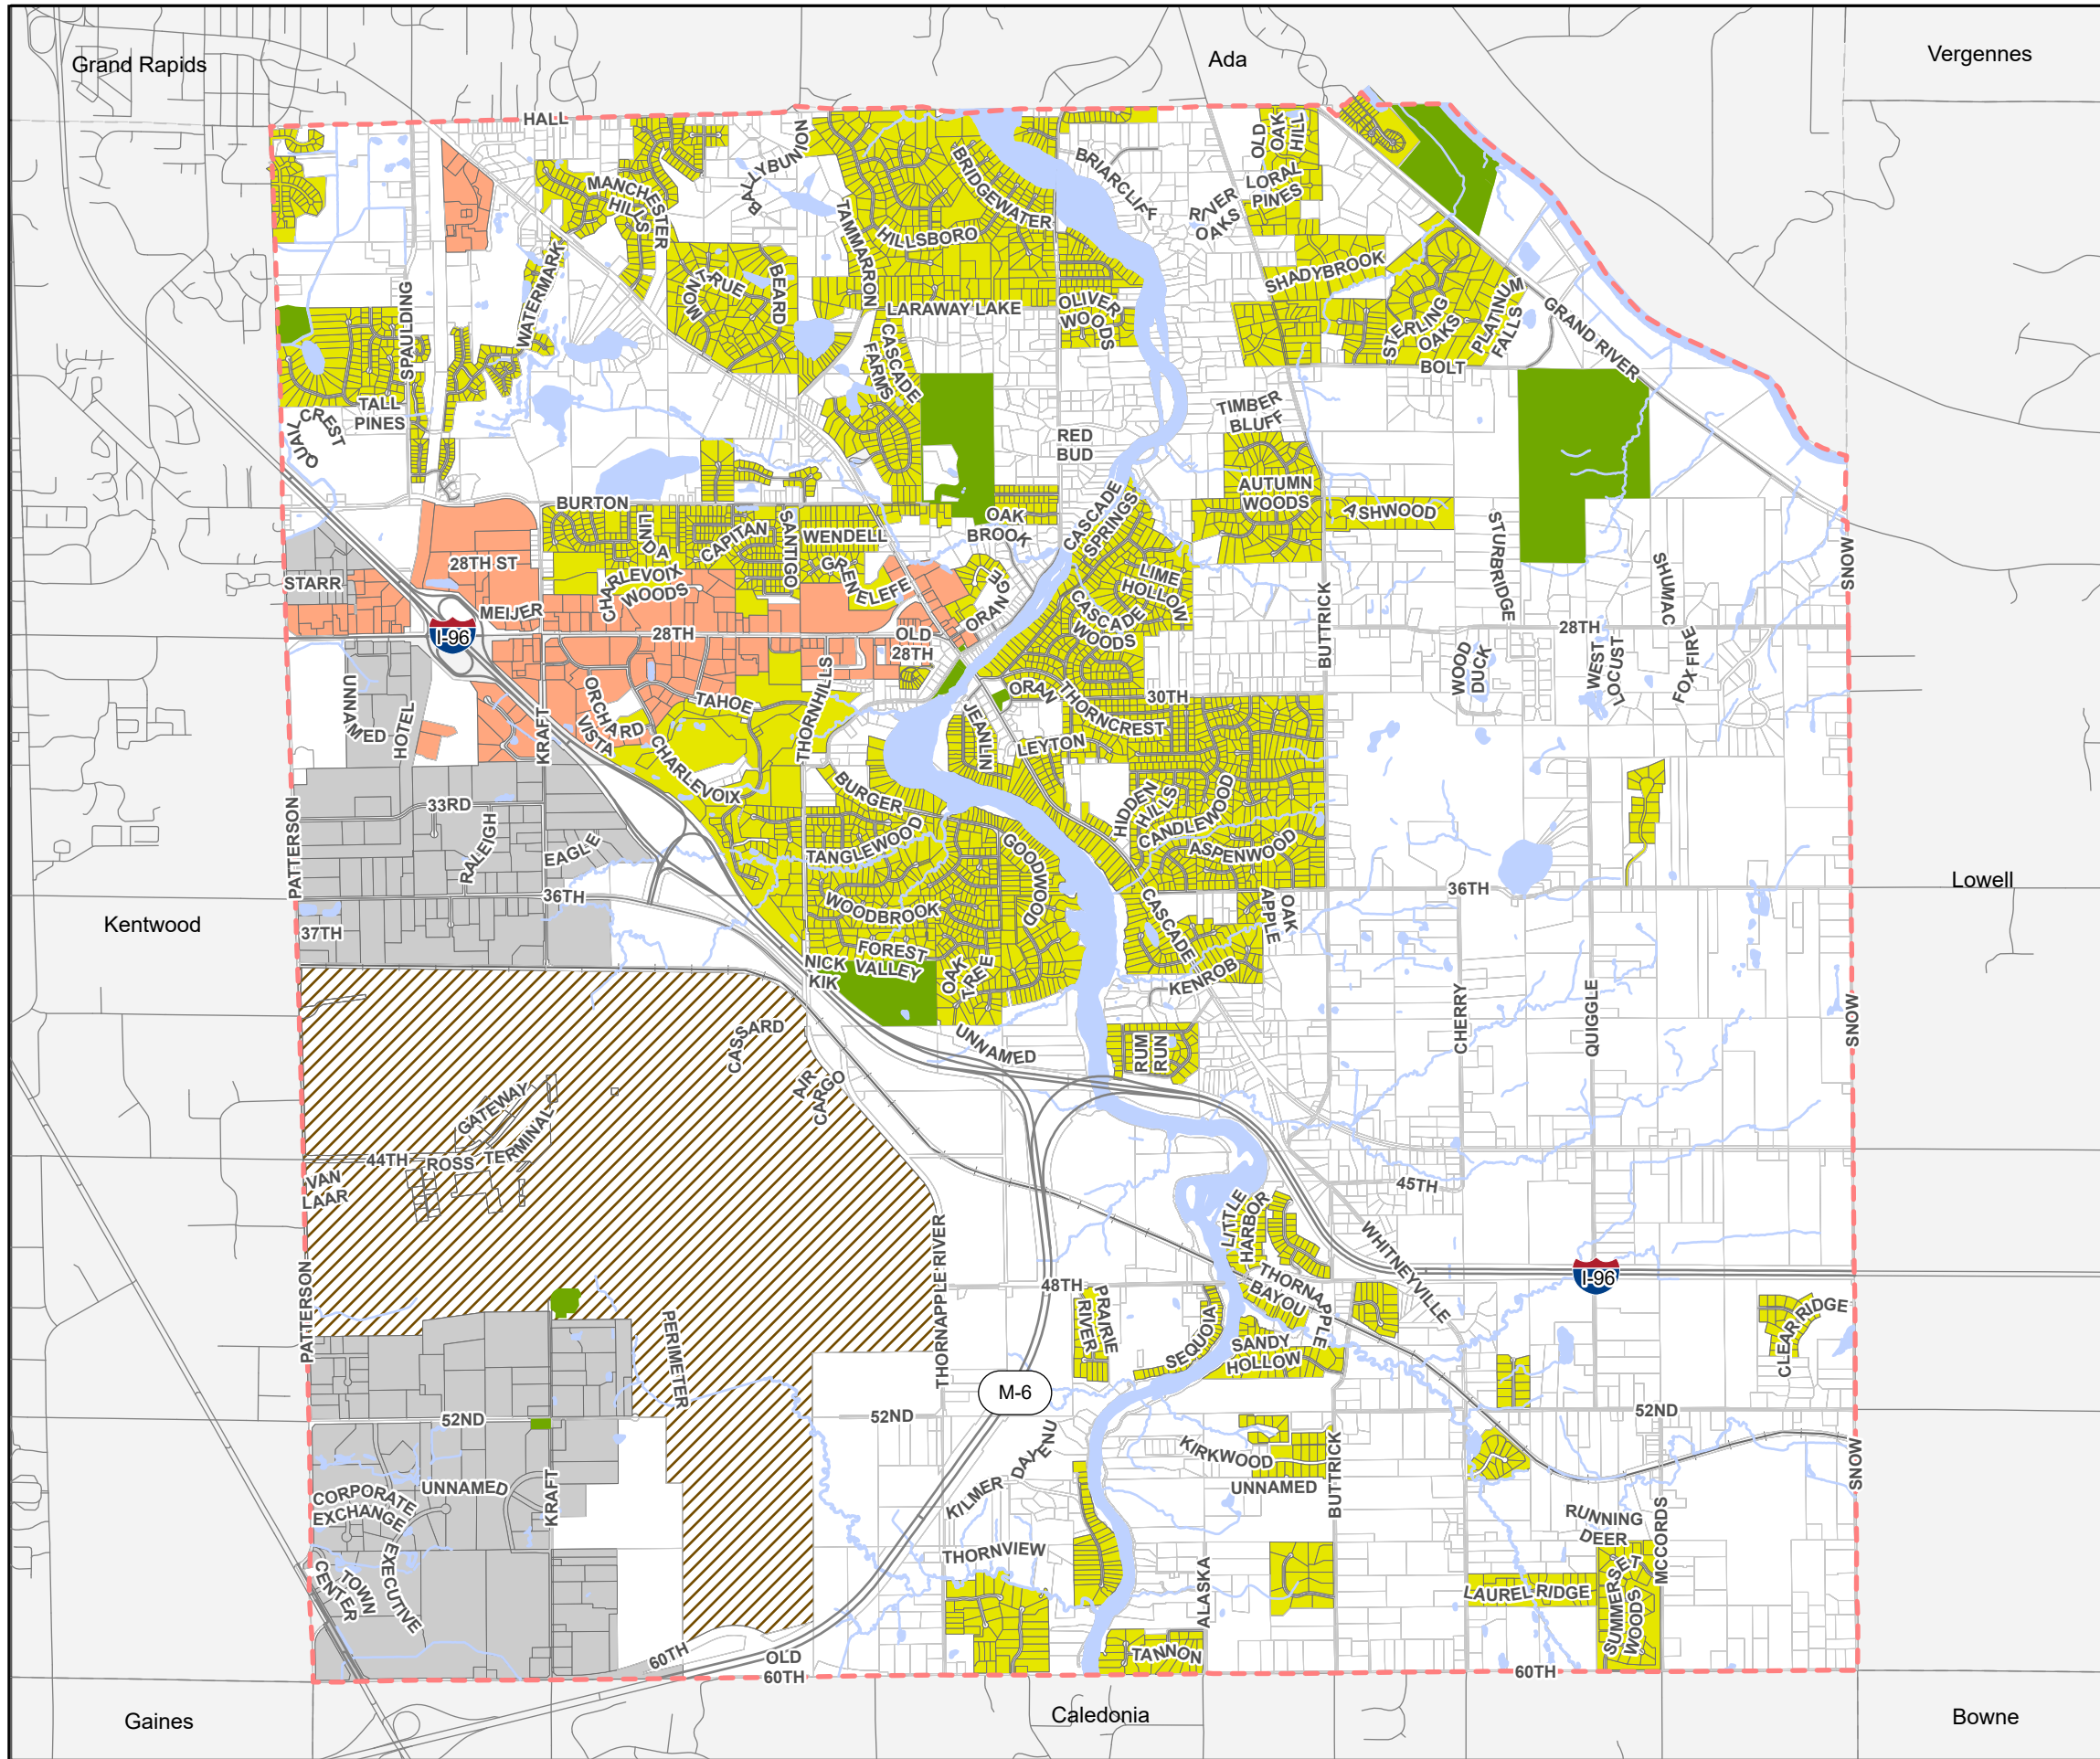 Grand Rapids
Ada
Vergennes
HALL
BALLYBUNION
BRIDGEWATER
BRIARCLIFF
OLD
OAK
HILL
LORAL
PINES
RIVER
OAKS
MANCHESTER
HILLS
TAMMARRON
HILLSBORO
WATERMARK
MONT
TRUE
BEARD
SHADYBROOK
LARAWAY LAKE
OLIVER
WOODS
STERLING
OAKS
PLATINUM
FALLS
GRAND RIVER
SPAULDING
CASCADE
FARMS
BOLT
TALL
PINES
QUAIL
CREST
TIMBER
BLUFF
RED
BUD
BURTON
LINDA
CAPITAN
SANTIGO
WENDELL
OAK
BROOK
CASCADE
SPRINGS
AUTUMN
WOODS
ASHWOOD
STURBRIDGE
SHUMAC
SNOW
STARR
28TH ST
CHARLEVOIX
WOODS
GLENELEFE
ORANGE
LIME
HOLLOW
CASCADE
WOODS
MEIJER
I-96
28TH
OLD
28TH
BUTTRICK
28TH
WOOD
DUCK
WEST
LOCUST
FOXFIRE
UNNAMED
HOTEL
KRAFT
ORCHARD
VISTA
TAHOE
THORNHILLS
JEANLIN
ORAN
THORNCREST
30TH
LEYTON
CHARLEVOIX
BURGER
HIDDEN
HILLS
CANDLEWOOD
PATTERSON
33RD
RALEIGH
EAGLE
TANGLEWOOD
GOODWOOD
ASPENWOOD
36TH
36TH
Lowell
Kentwood
37TH
WOODBROOK
CASCADE
APPLE
OAK
FOREST
VALLEY
NICK
KIK
OAK
TREE
KENROB
CHERRY
QUIGGLE
SNOW
CASSARD
UNNAMED
RUM
RUN
AIR
CARGO
GATEWAY
TERMINAL
44TH
ROSS
VAN
LAAR
45TH
LITTLE
HARBOR
WHITNEYVILLE
THORNAPPLE RIVER
PATTERSON
48TH
PRAIRIE
RIVER
THORNAPPLE
BAYOU
I-96
PERIMETER
SEQUOIA
SANDY
HOLLOW
CLEAR RIDGE
M-6
52ND
52ND
52ND
KIRKWOOD
UNNAMED
BUTTRICK
SNOW
CORPORATE
EXCHANGE
UNNAMED
KRAFT
KILMER
RUNNING
DEER
MCCORDS
EXECUTIVE
TOWN
CENTER
THORNVIEW
ALASKA
LAUREL RIDGE
SUMMERSET
WOODS
60TH
OLD
60TH
TANNON
60TH
Gaines
Caledonia
Bowne